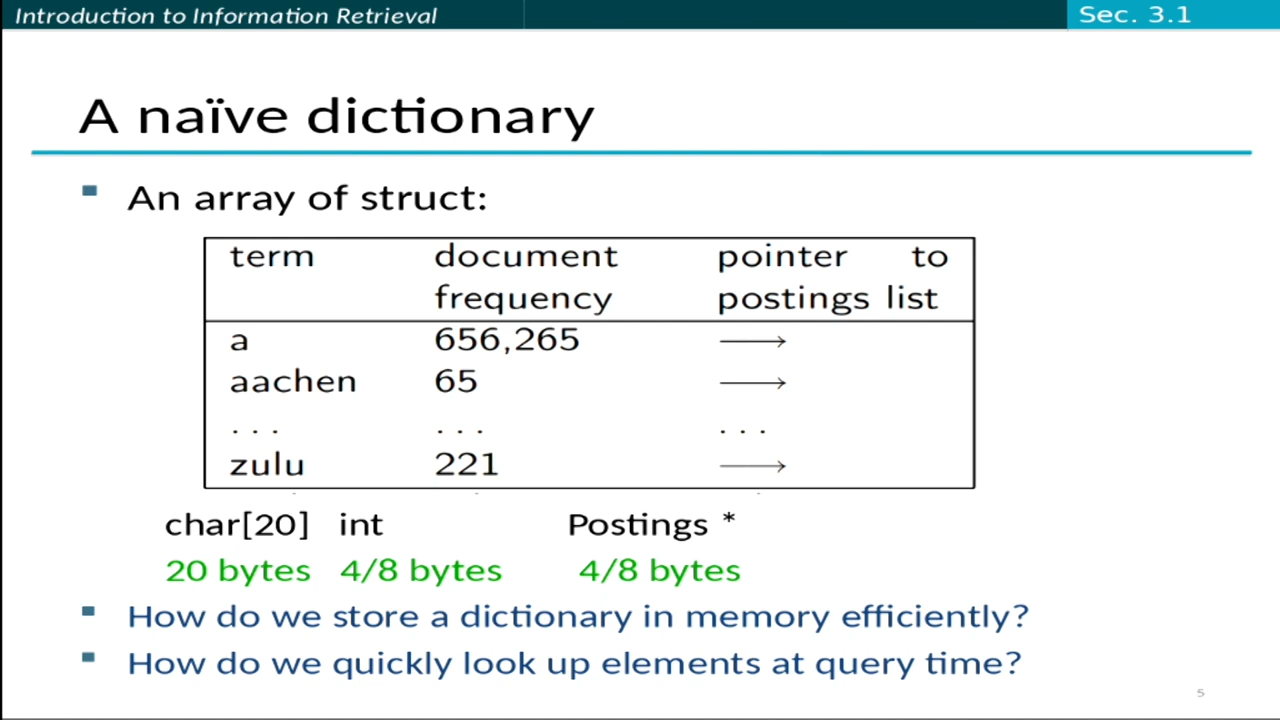 Introduction to Information Retrieval
Sec. 3.1
A naïve dictionary
An array of struct:
term document pointer to
frequency postings list
a 656,265 ⟶
aachen 65 ⟶
. . . . . . . . .
zulu 221 ⟶
char[20] int Postings *
20 bytes 4/8 bytes 4/8 bytes
How do we store a dictionary in memory efficiently?
How do we quickly look up elements at query time?
5